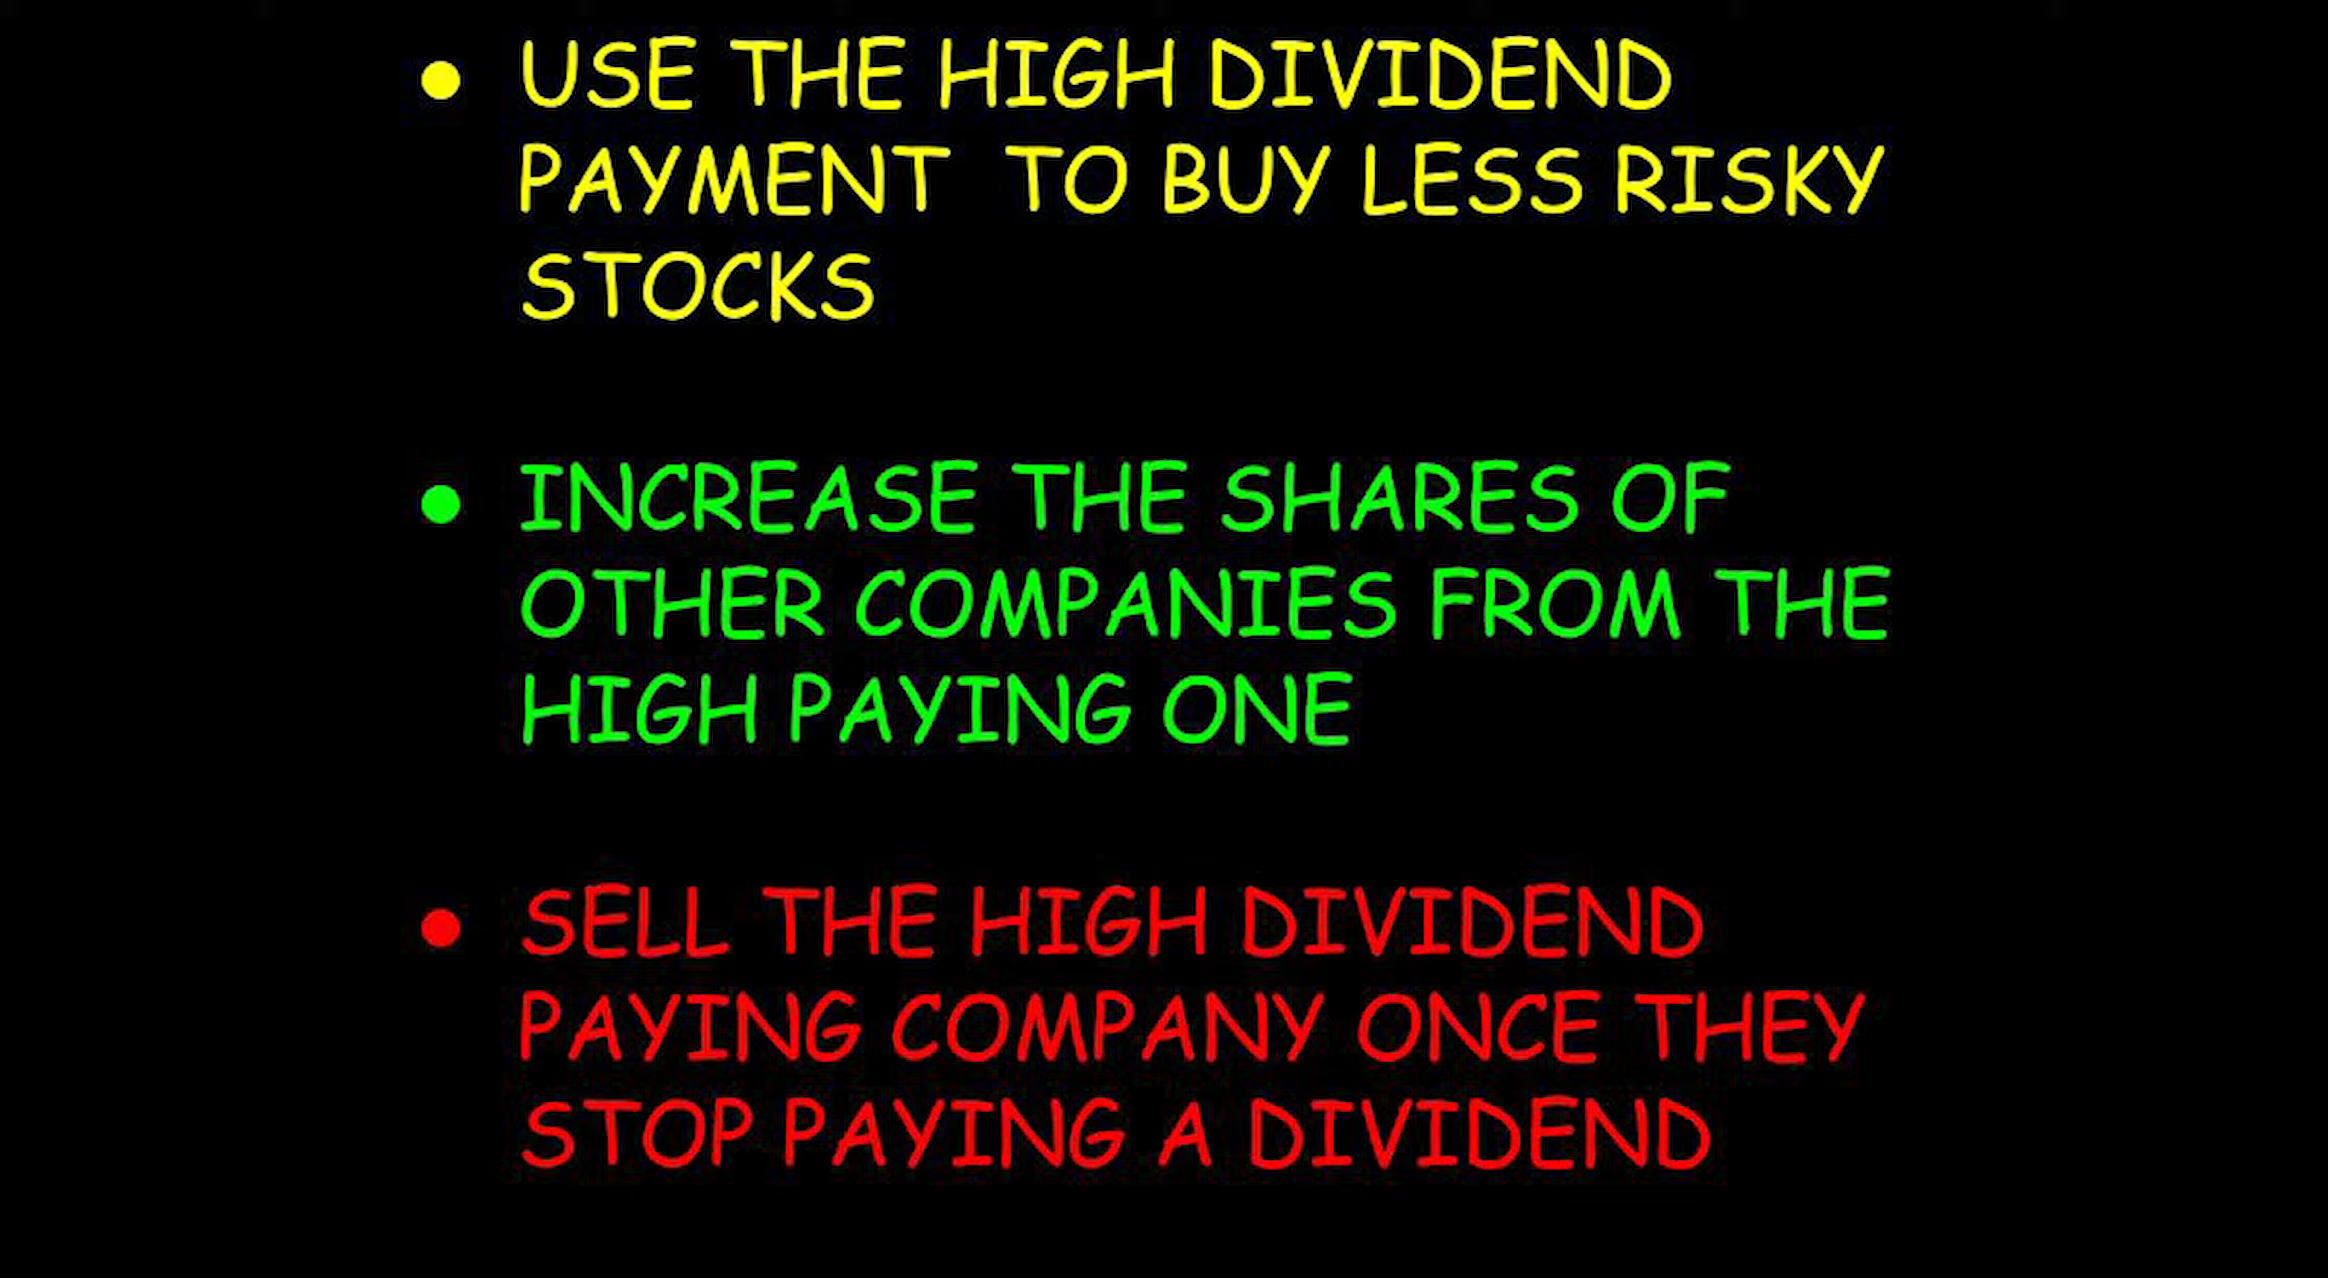 • USE THE HIGH DIVIDEND
PAYMENT  TO BUY LESS RISKY
STOCKS
• INCREASE THE SHARES OF
OTHER COMPANIES FROM THE
HIGH PAYING ONE
• SELL THE HIGH DIVIDEND
PAYING COMPANY ONCE THEY
STOP PAYING A DIVIDEND